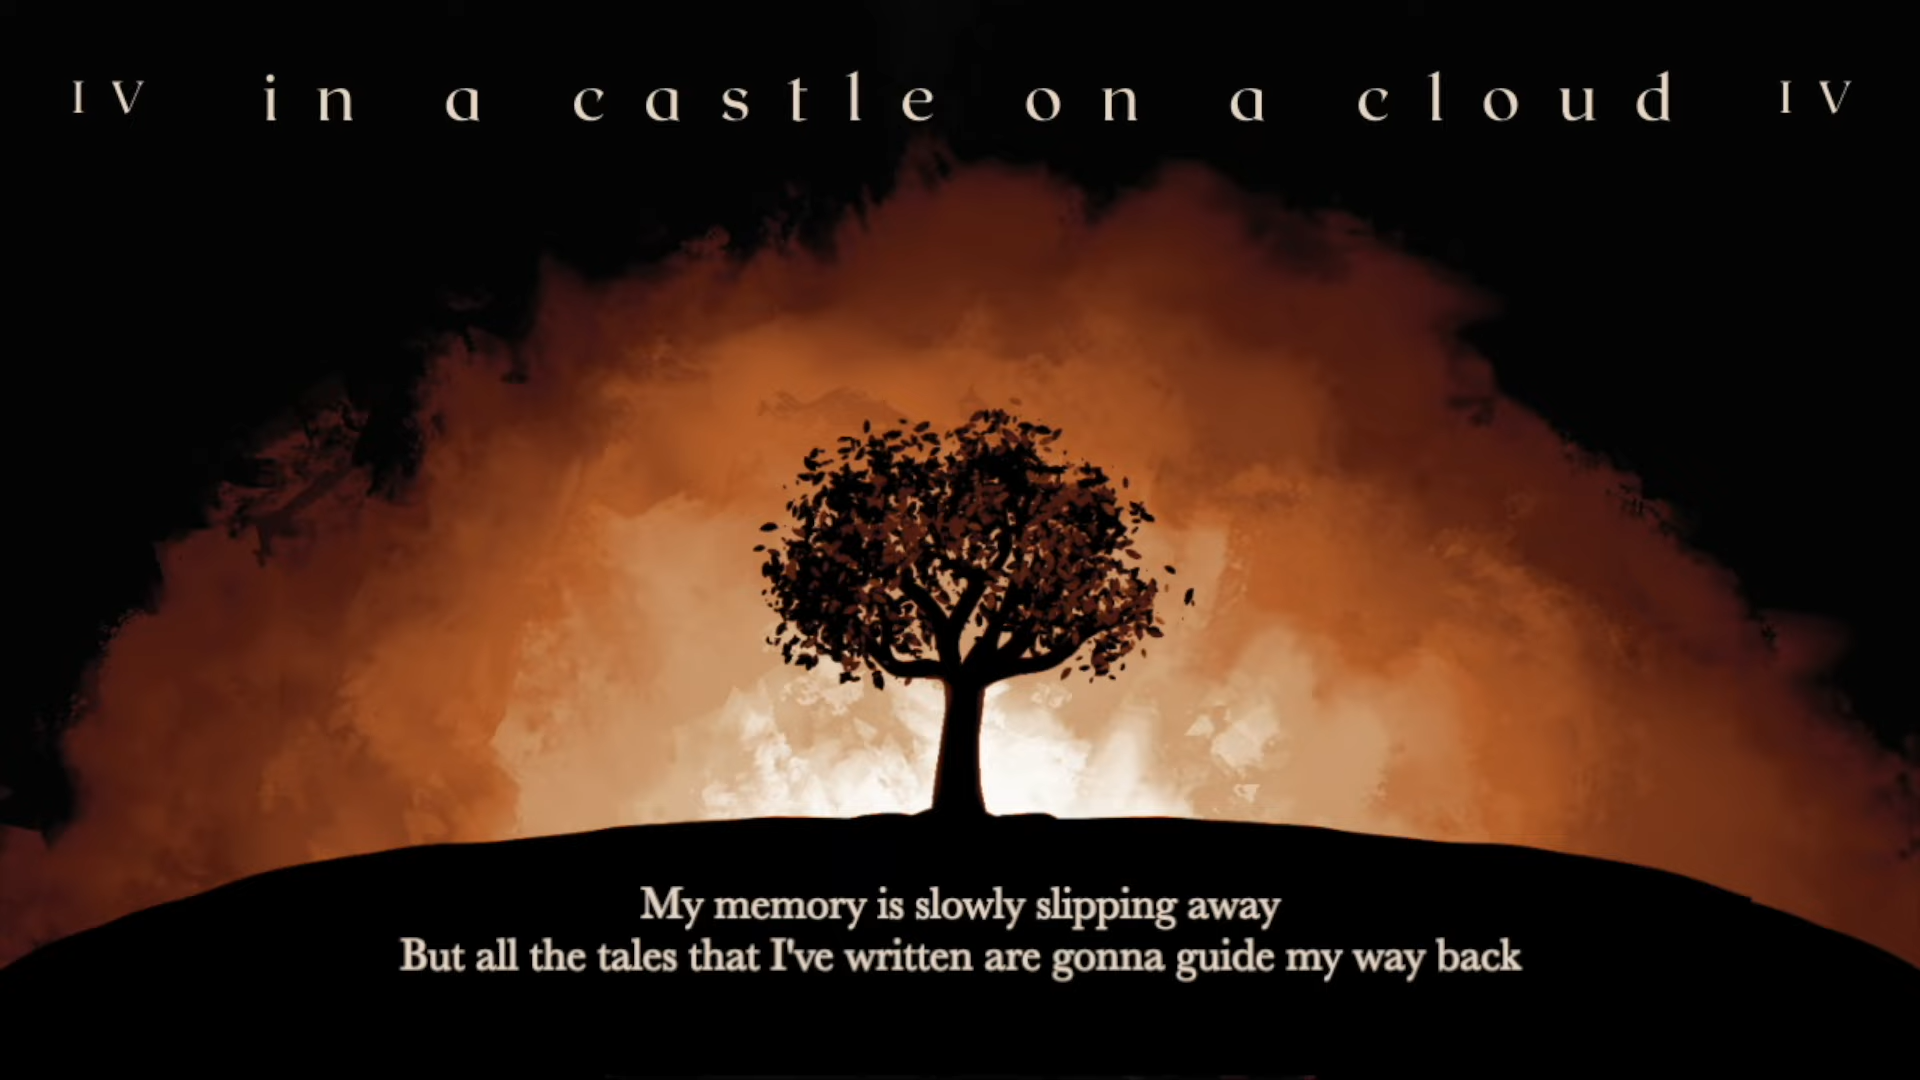 IV in a castle on a cloud IV
My memory is slowly slipping away
But all the tales that I've written are gonna guide my way back